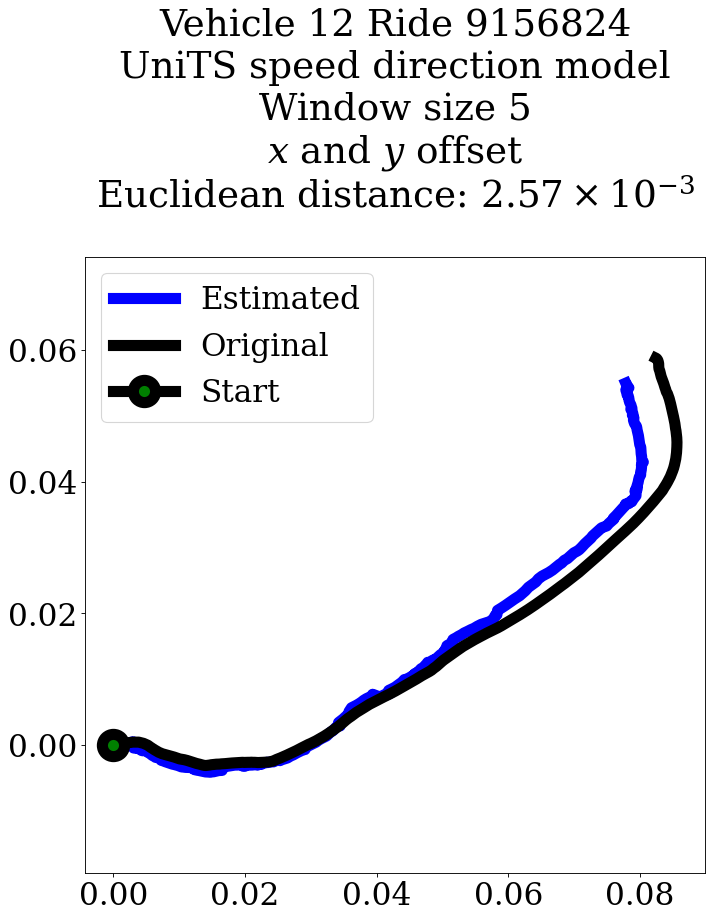 Vehicle 12 Ride 9156824
UniTS speed direction model
Window size 5
x and y offset
Euclidean distance: 2.57 × 10⁻³
Estimated
Original
Start
0.06
0.04
0.02
0.00
0.00 0.02 0.04 0.06 0.08